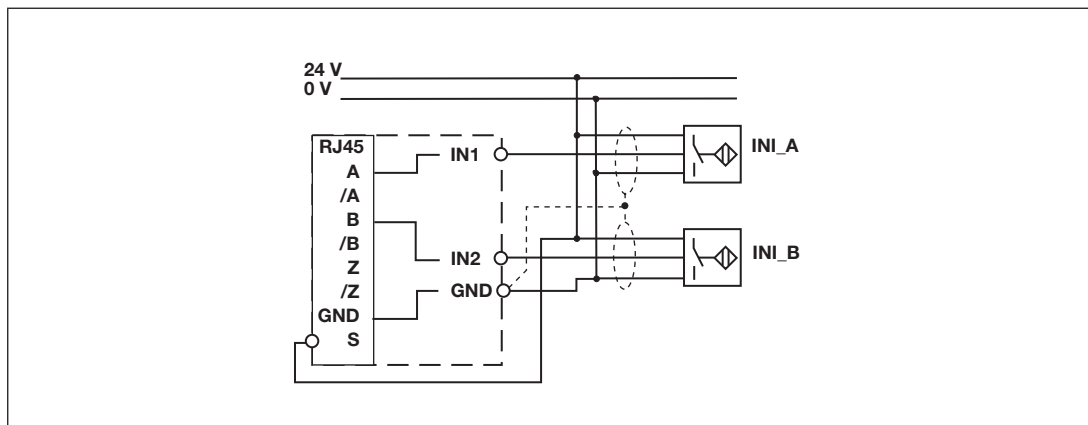 24 V
0 V
RJ45
A
/A
B
/B
Z
/Z
GND
S
IN1
IN2
GND
INI_A
INI_B